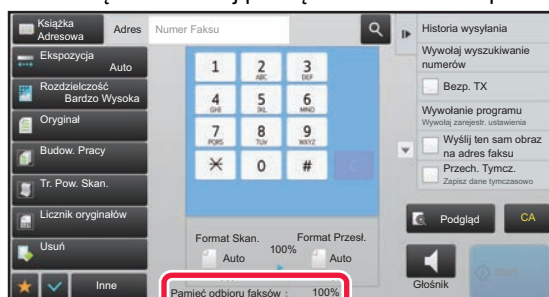 Książka
Adresowa
Adres
Numer Faksu
Ekspozycja
Auto
Rozdzielczość
Bardzo Wysoka
Oryginał
Budow. Pracy
Tr. Pow. Skan.
Licznik oryginałów
Usuń
Inne
1
2
ABC
3
DEF
4
GHI
5
JKL
6
MNO
7
PQRS
8
TUV
9
WXYZ
0
#
C
Format Skan.
100%
Format Przesł.
Auto
Auto
Pamięć odbioru faksów :
100%
Historia wysyłania
Wywołaj wyszukiwanie
numerów
Bezp. TX
Wywołanie programu
Wywołaj zarejestr. ustawienia
Wyślij ten sam obraz
na adres faksu
Przech. Tymcz.
Zapisz dane tymczasowo
Podgląd
CA
Głośnik
Start